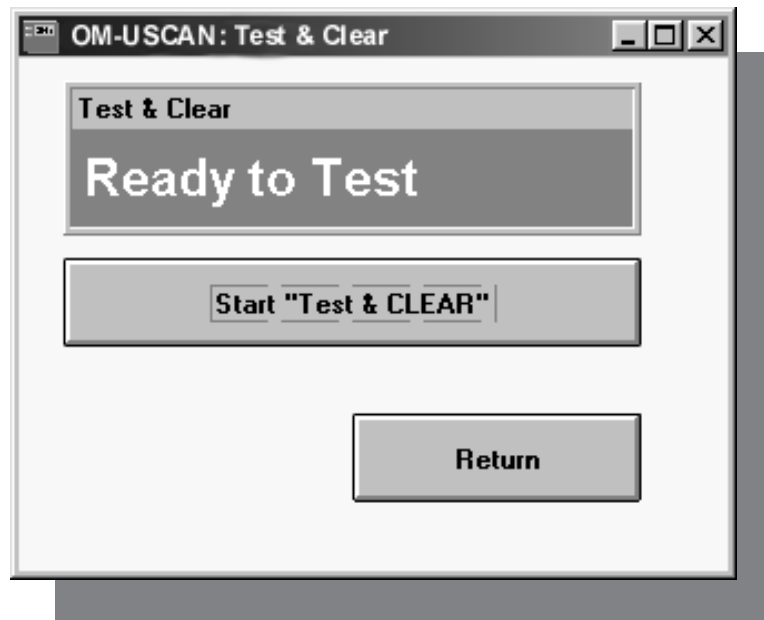 OM-USCAN: Test & Clear
Test & Clear
Ready to Test
Start "Test & CLEAR"
Return